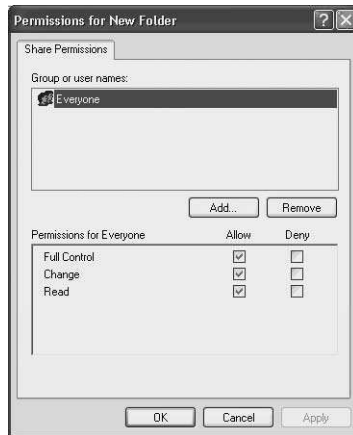 Permissions for New Folder
Share Permissions
Group or user names:
Everyone
Add... Remove
Permissions for Everyone Allow Deny
Full Control
Change
Read
OK Cancel Apply